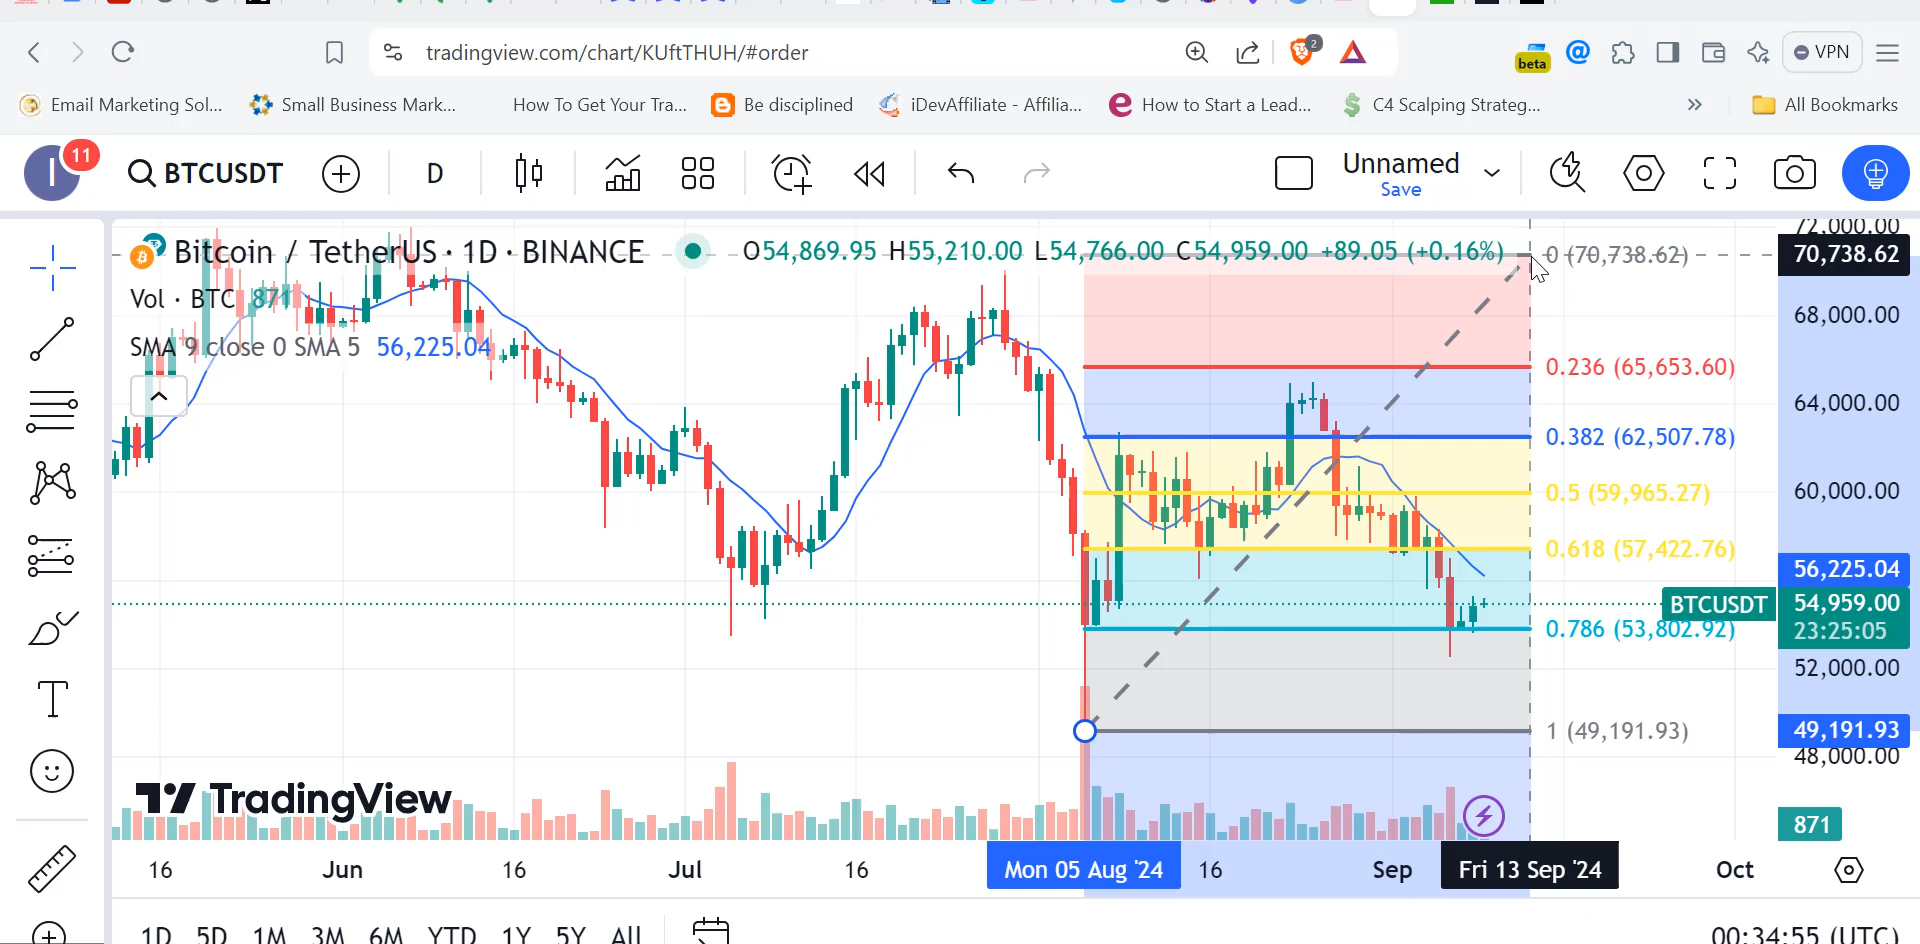 tradingview.com/chart/KUftTHUH/#order
2
beta
VPN
Email Marketing Sol...
Small Business Mark...
How To Get Your Tra...
Be disciplined
iDevAffiliate - Affilia...
How to Start a Lead...
C4 Scalping Strateg...
All Bookmarks
I
11
BTCUSDT
D
Unnamed
Save
Bitcoin / TetherUS · 1D · BINANCE
O54,869.95 H55,210.00 L54,766.00 C54,959.00 +89.05 (+0.16%)
Vol · BTC 871
SMA 9 close 0 SMA 5 56,225.04
0 (70,738.62)
0.236 (65,653.60)
0.382 (62,507.78)
0.5 (59,965.27)
0.618 (57,422.76)
0.786 (53,802.92)
1 (49,191.93)
72,000.00
70,738.62
68,000.00
64,000.00
60,000.00
56,225.04
BTCUSDT
54,959.00
23:25:05
52,000.00
49,191.93
48,000.00
871
TradingView
16
Jun
16
Jul
16
Mon 05 Aug '24
16
Sep
Fri 13 Sep '24
Oct
1D 5D 1M 3M 6M YTD 1Y 5Y All
00:34:55 (UTC)